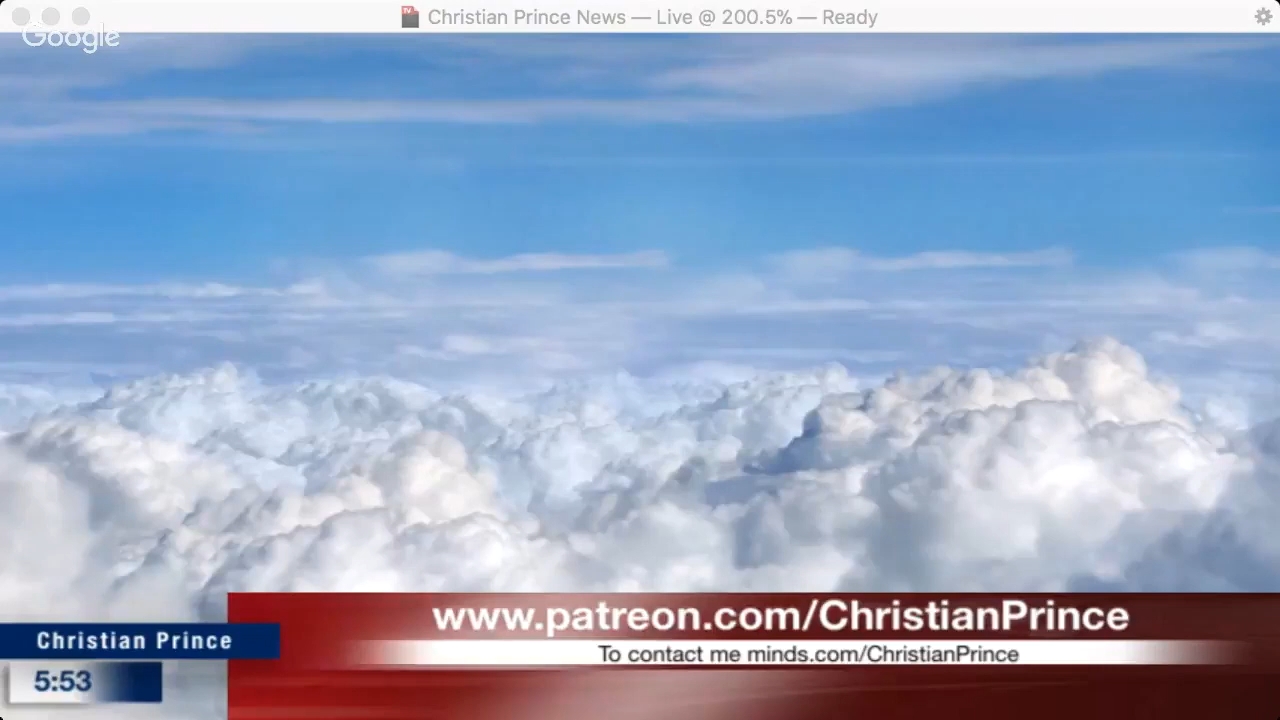 Christian Prince News — Live @ 200.5% — Ready
Google
www.patreon.com/ChristianPrince
Christian Prince
To contact me minds.com/ChristianPrince
5:53